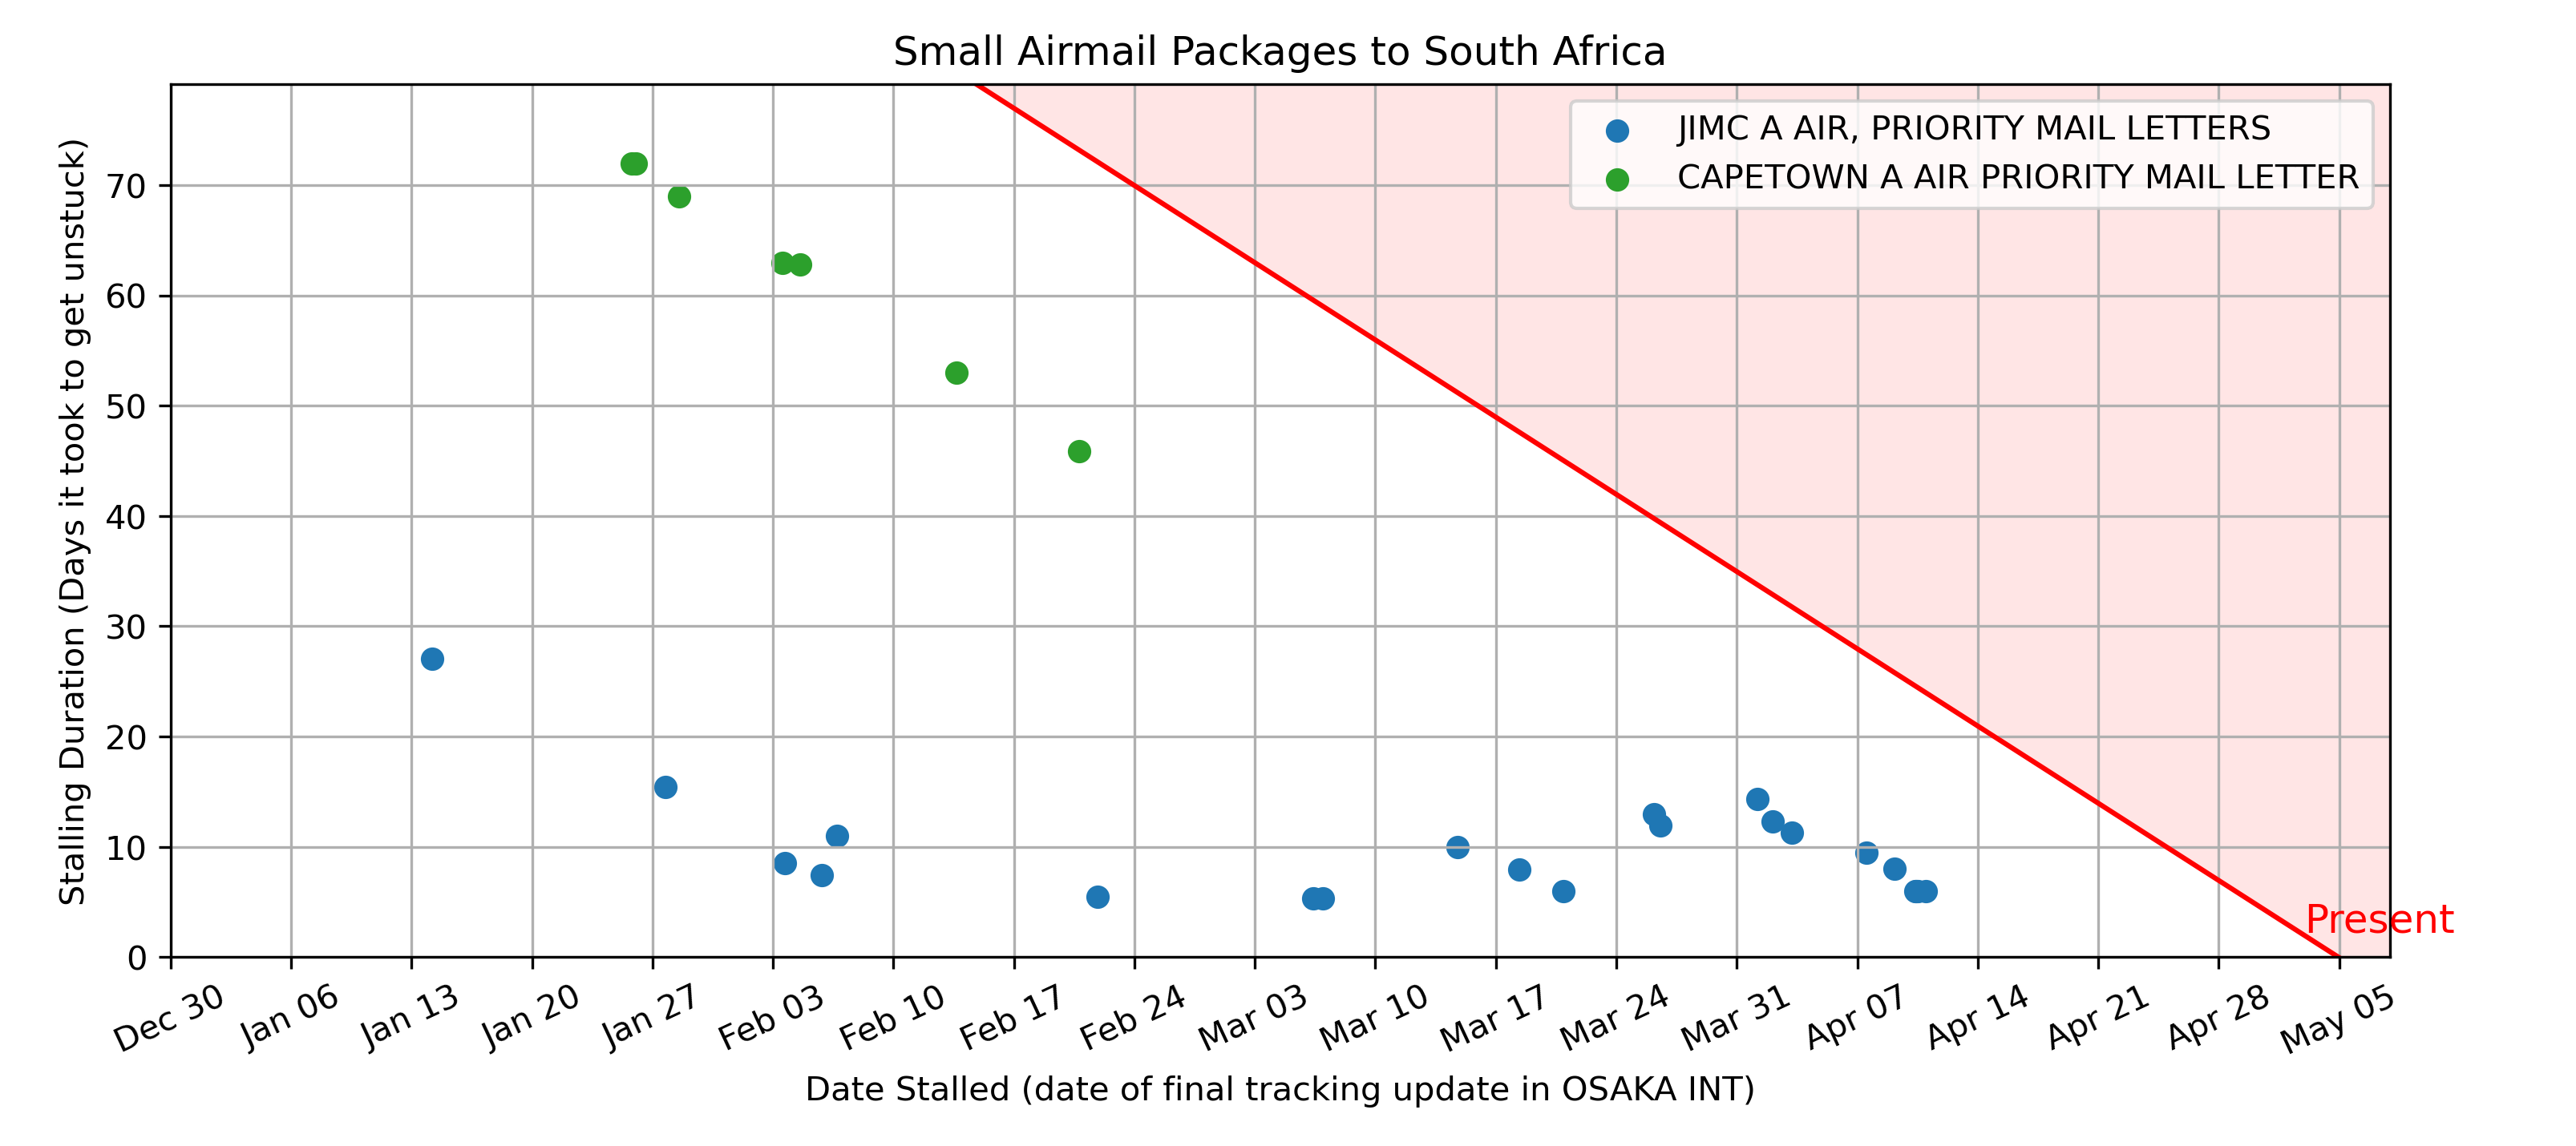 Small Airmail Packages to South Africa
JIMC A AIR, PRIORITY MAIL LETTERS
CAPETOWN A AIR PRIORITY MAIL LETTER
Stalling Duration (Days it took to get unstuck)
70
60
50
40
30
20
10
0
Present
Dec 30
Jan 06
Jan 13
Jan 20
Jan 27
Feb 03
Feb 10
Feb 17
Feb 24
Mar 03
Mar 10
Mar 17
Mar 24
Mar 31
Apr 07
Apr 14
Apr 21
Apr 28
May 05
Date Stalled (date of final tracking update in OSAKA INT)